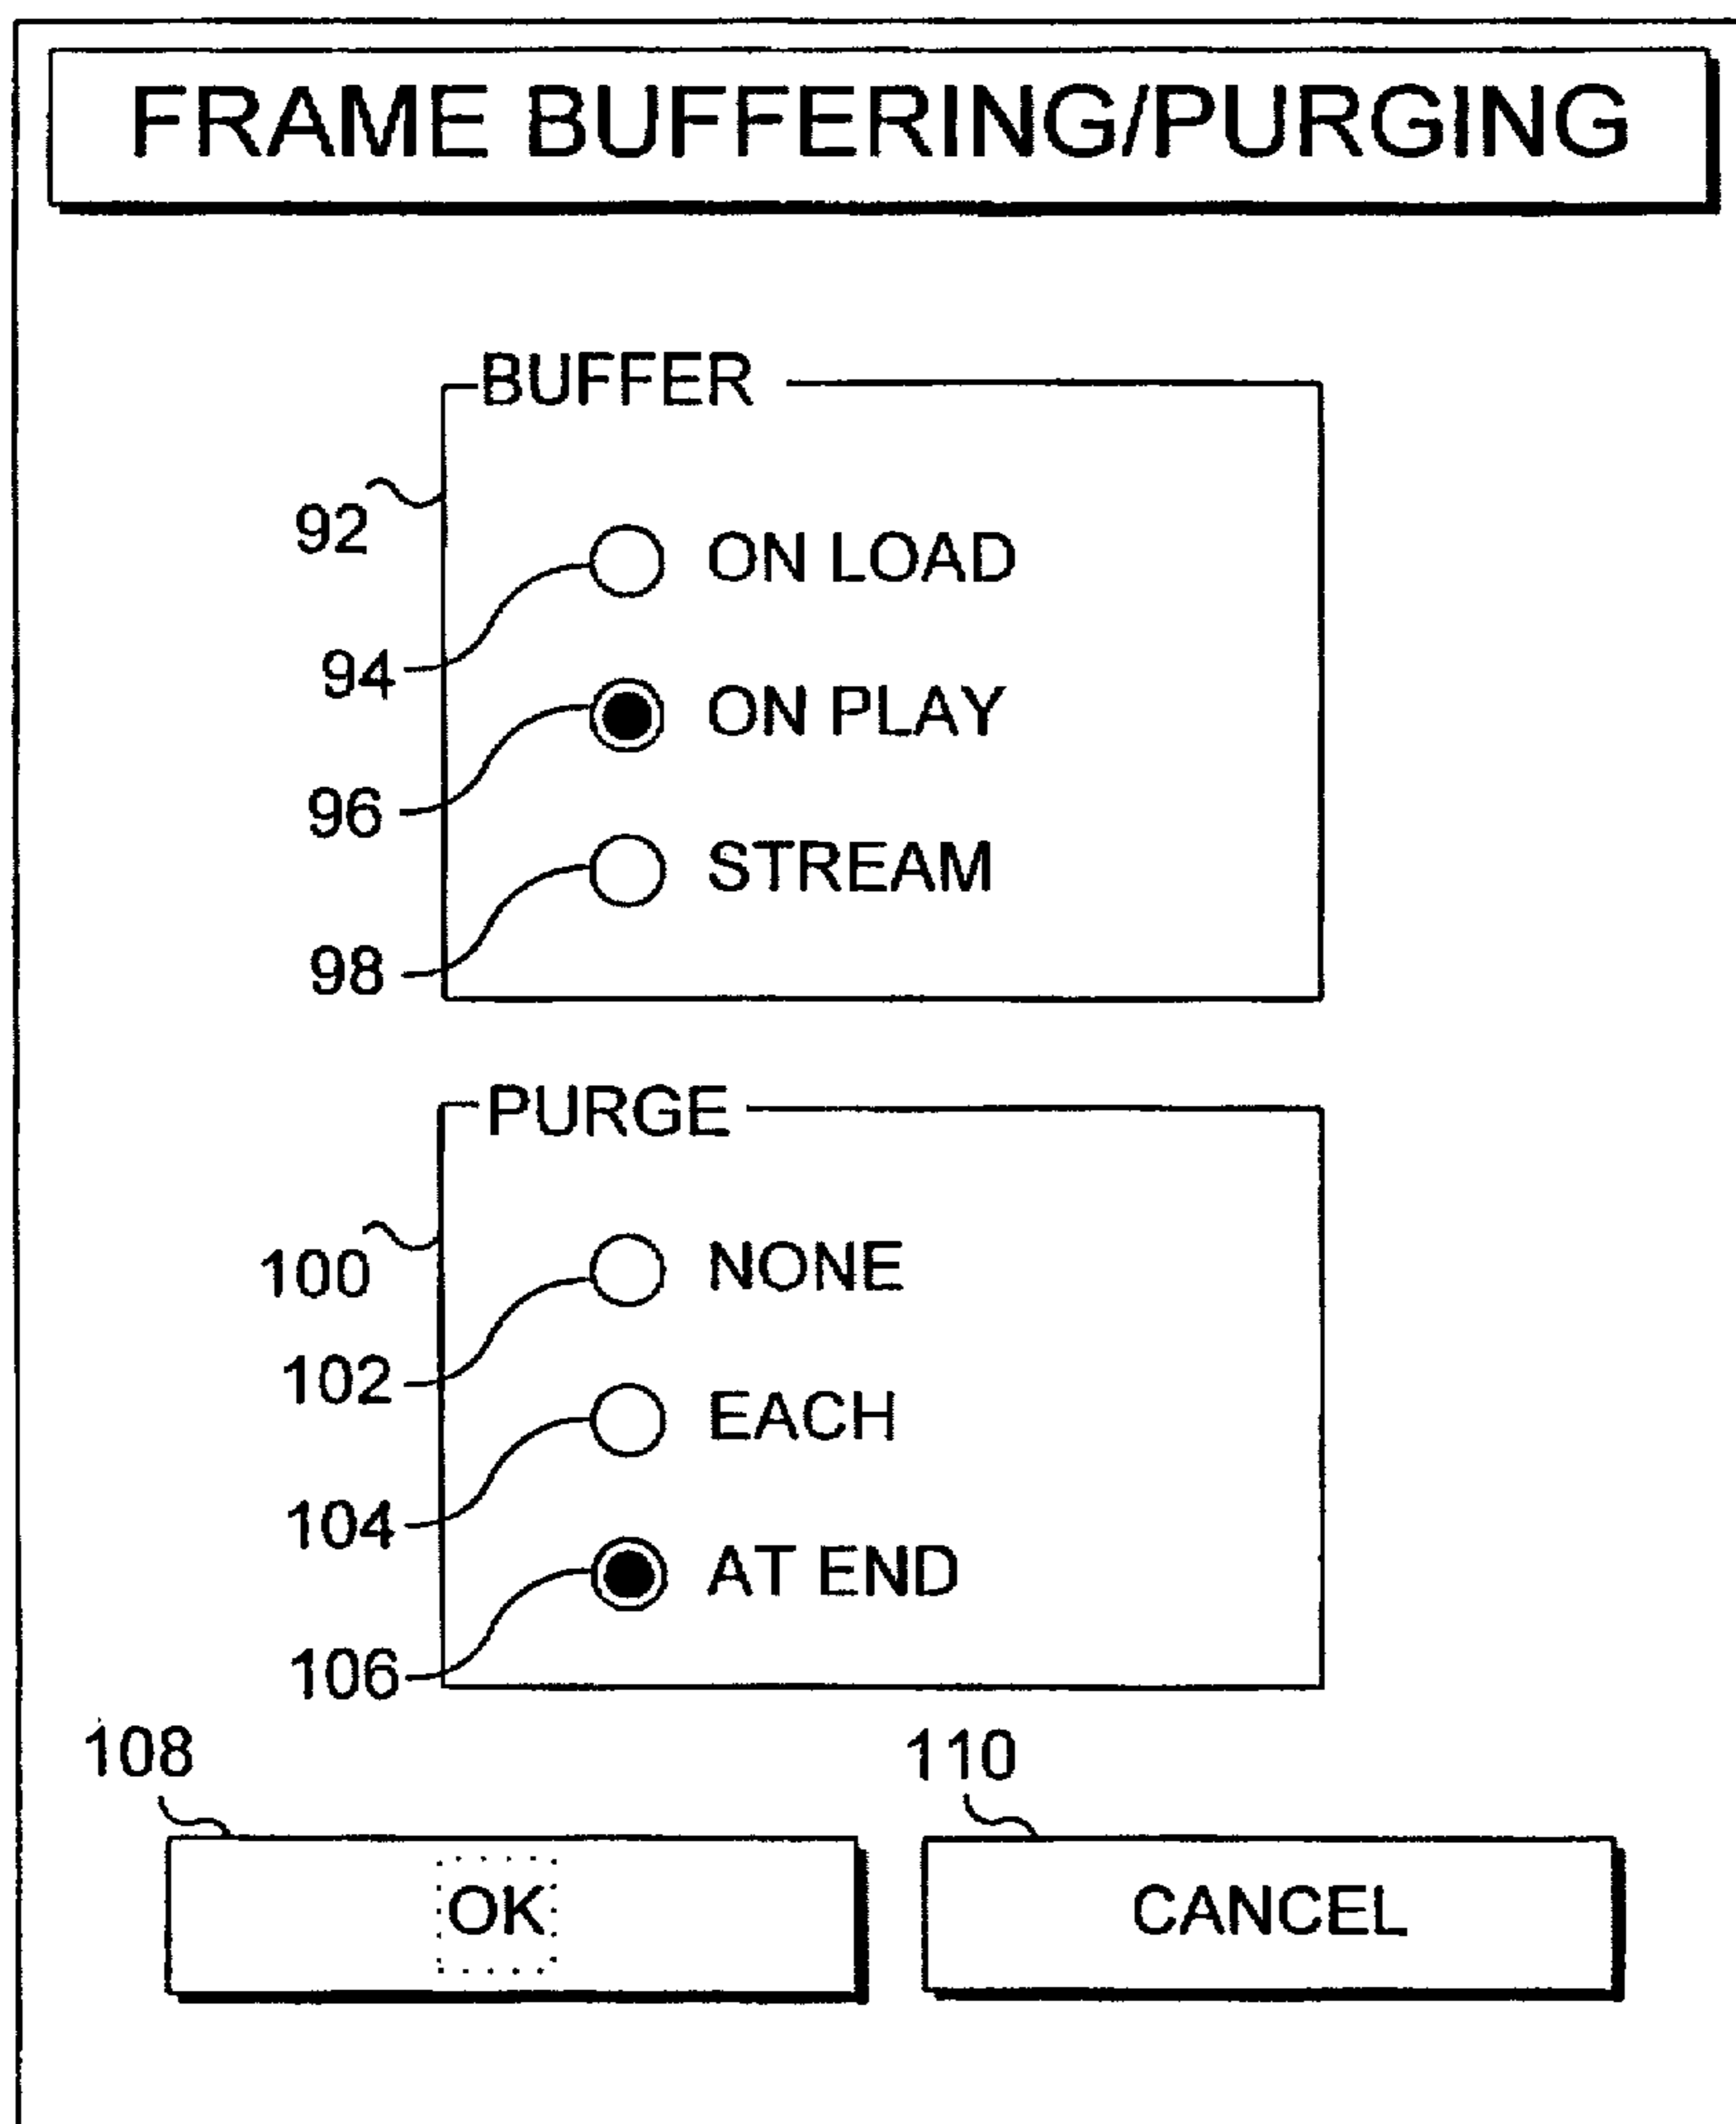 FRAME BUFFERING/PURGING
BUFFER
92
ON LOAD
94
ON PLAY
96
STREAM
98
PURGE
100
NONE
102
EACH
104
AT END
106
108
110
OK
CANCEL